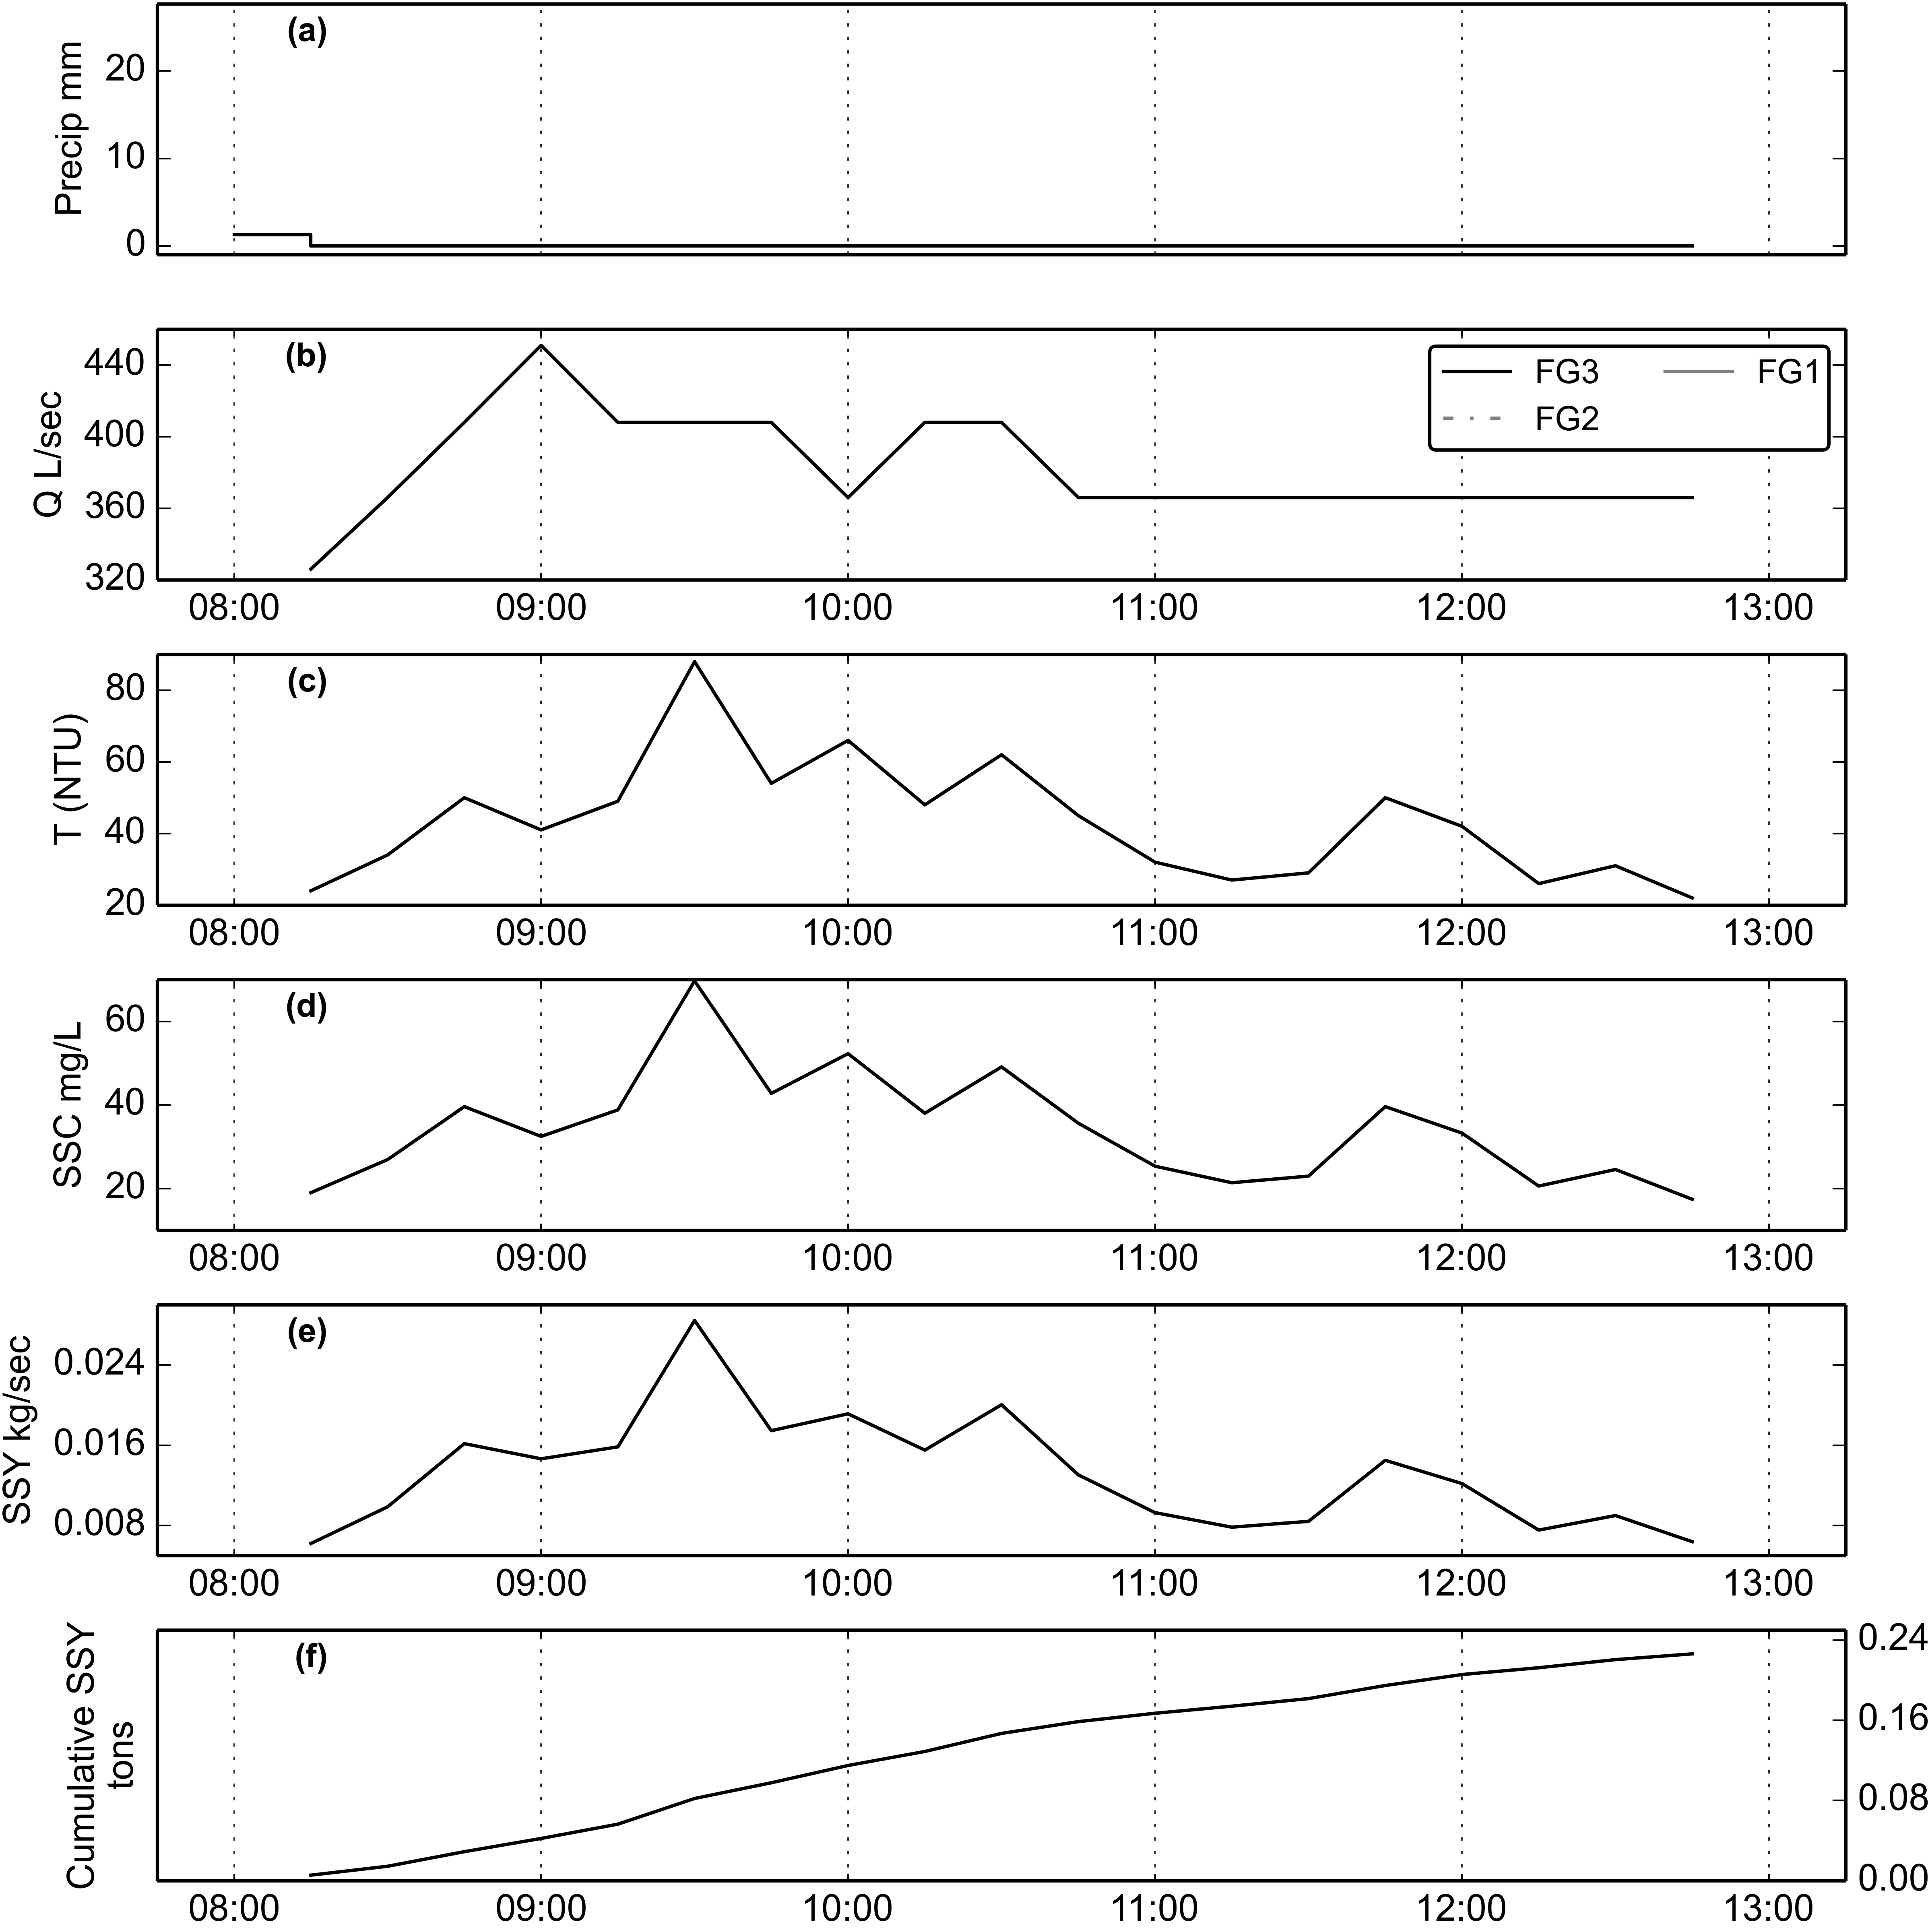 (a)
Precip mm
20
10
0
(b)
Q L/sec
440
400
360
320
FG3 FG1
FG2
08:00 09:00 10:00 11:00 12:00 13:00
(c)
T (NTU)
80
60
40
20
08:00 09:00 10:00 11:00 12:00 13:00
(d)
SSC mg/L
60
40
20
08:00 09:00 10:00 11:00 12:00 13:00
(e)
SSY kg/sec
0.024
0.016
0.008
08:00 09:00 10:00 11:00 12:00 13:00
(f)
Cumulative SSY
tons
0.24
0.16
0.08
0.00
08:00 09:00 10:00 11:00 12:00 13:00